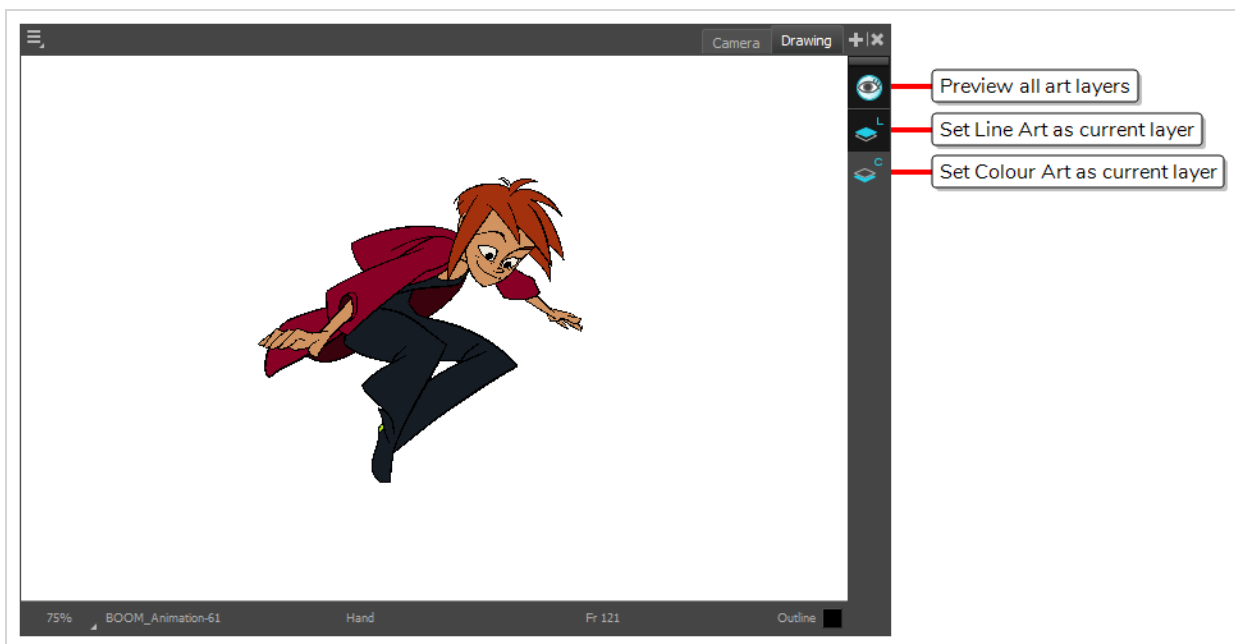 Camera Drawing
Preview all art layers
L
Set Line Art as current layer
C
Set Colour Art as current layer
75% BOOM_Animation-61 Hand Fr 121 Outline